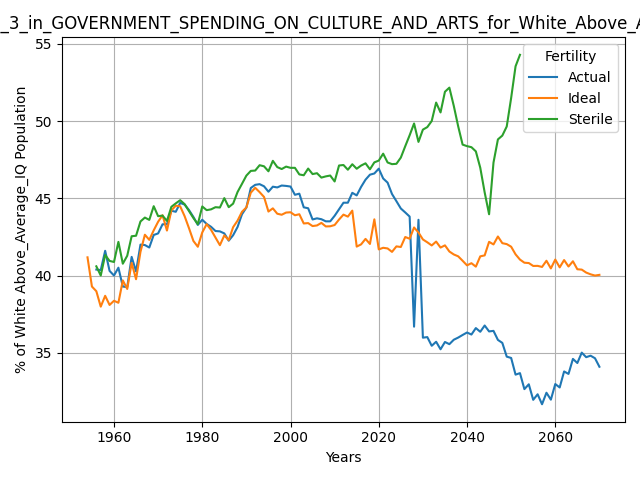 _3_in_GOVERNMENT_SPENDING_ON_CULTURE_AND_ARTS_for_White_Above_A
55
50
45
40
35
% of White Above_Average_IQ Population
1960
1980
2000
2020
2040
2060
Years
Fertility
Actual
Ideal
Sterile